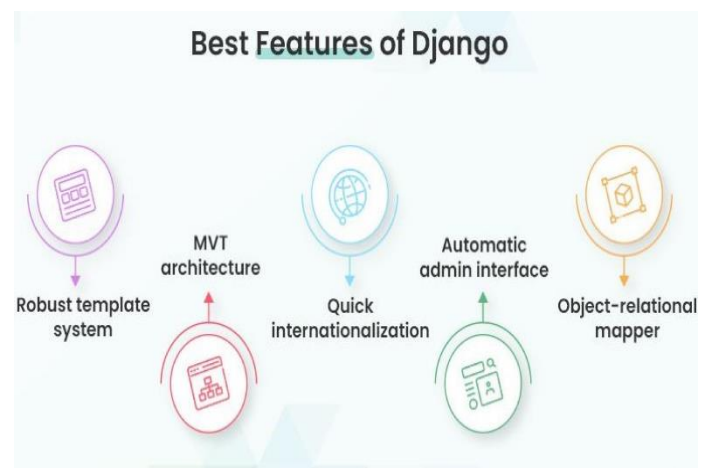 Best Features of Django
Robust template
system
MVT
architecture
Quick
internationalization
Automatic
admin interface
Object-relational
mapper